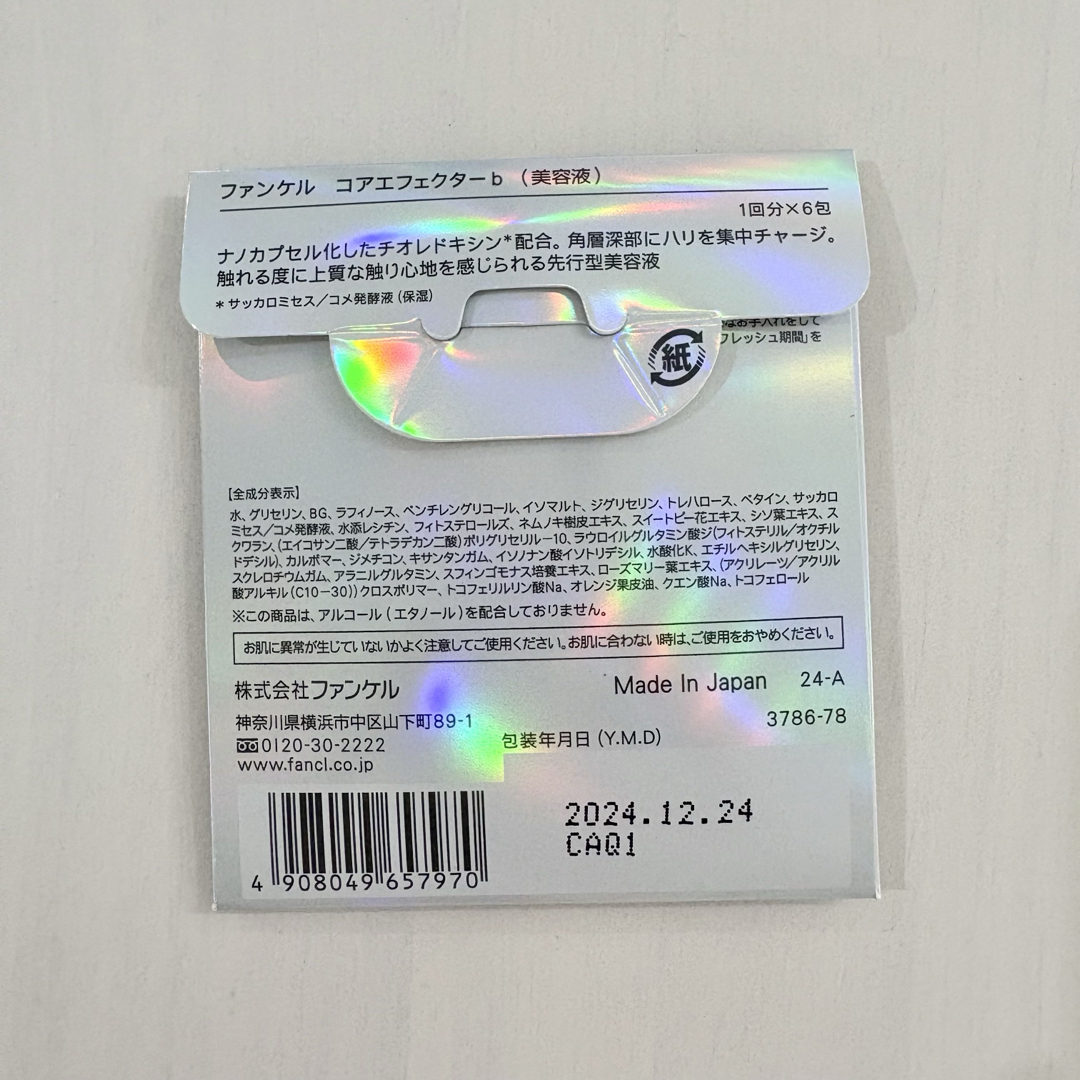 ファンケル コアエフェクターb (美容液)
1回分×6包
ナノカプセル化したチオレドキシン*配合。角層深部にハリを集中チャージ。
触れる度に上質な触り心地を感じられる先行型美容液
*サッカロミセス/コメ発酵液(保湿)
なお手入れをして
フレッシュ期間」を
紙
【全成分表示】
水、グリセリン、BG、ラフィノース、ペンチレングリコール、イソマルト、ジグリセリン、トレハロース、ベタイン、サッカロ
ミセス/コメ発酵液、水添レシチン、フィトステロールズ、ネムノキ樹皮エキス、スイートピー花エキス、シソ葉エキス、ス
クワラン、(エイコサン二酸/テトラデカン二酸)ポリグリセリル-10、ラウロイルグルタミン酸ジ(フィトステリル/オクチル
ドデシル)、カルボマー、ジメチコン、キサンタンガム、イソノナン酸イソトリデシル、水酸化K、エチルヘキシルグリセリン、
スクレロチウムガム、アラニルグルタミン、スフィンゴモナス培養エキス、ローズマリー葉エキス、(アクリレーツ/アクリル
酸アルキル(C10-30))クロスポリマー、トコフェリルリン酸Na、オレンジ果皮油、クエン酸Na、トコフェロール
※この商品は、アルコール(エタノール)を配合しておりません。
お肌に異常が生じていないかよく注意してご使用ください。お肌に合わない時は、ご使用をおやめください。
株式会社ファンケル
Made In Japan 24-A
神奈川県横浜市中区山下町89-1
3786-78
0120-30-2222
包装年月日(Y.M.D)
www.fancl.co.jp
2024.12.24
CAQ1
4 908049 657970